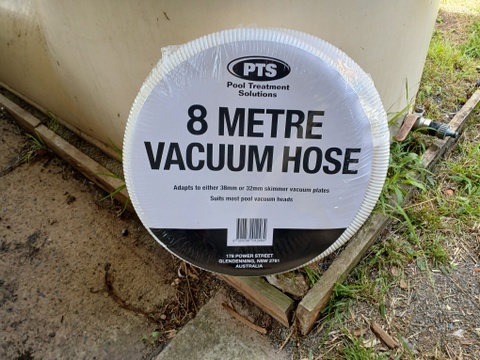 PTS
Pool Treatment
Solutions
8 METRE
VACUUM HOSE
Adapts to either 38mm or 32mm skimmer vacuum plates
Suits most pool vacuum heads
176 POWER STREET
GLENDENNING, NSW 2761
AUSTRALIA